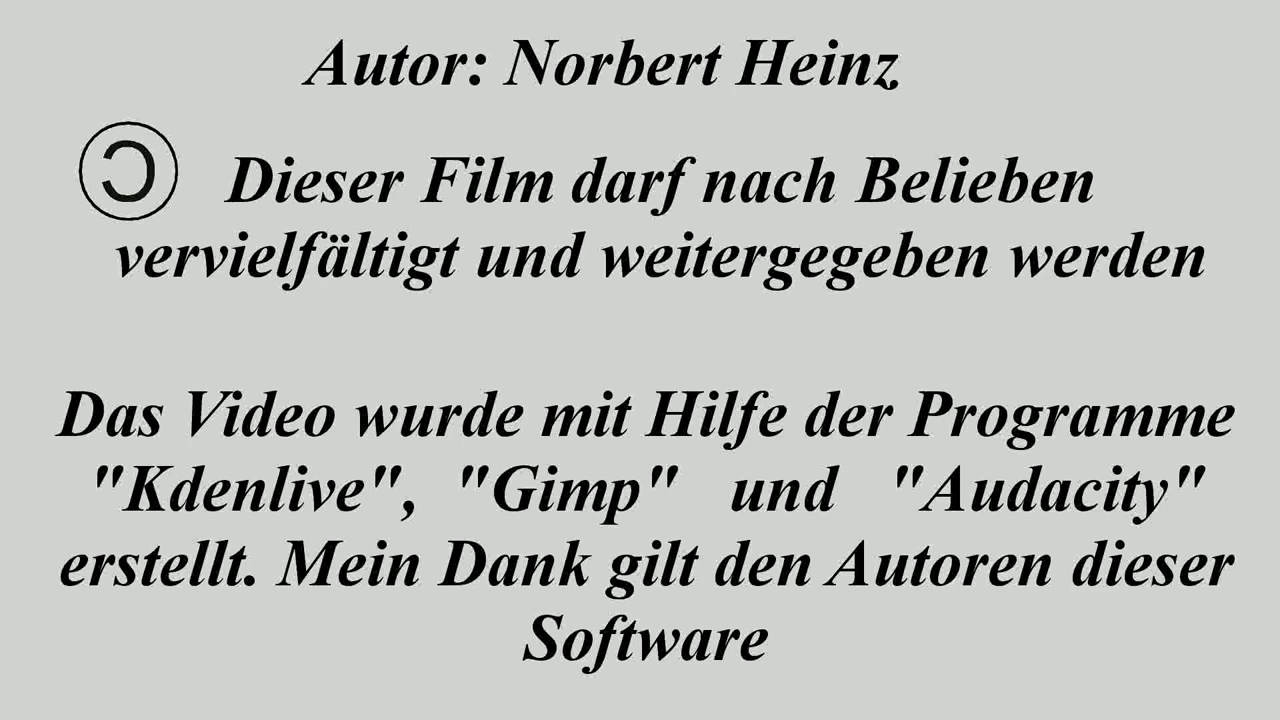 Autor: Norbert Heinz
Ɔ Dieser Film darf nach Belieben
vervielfältigt und weitergegeben werden
Das Video wurde mit Hilfe der Programme
"Kdenlive", "Gimp" und "Audacity"
erstellt. Mein Dank gilt den Autoren dieser
Software